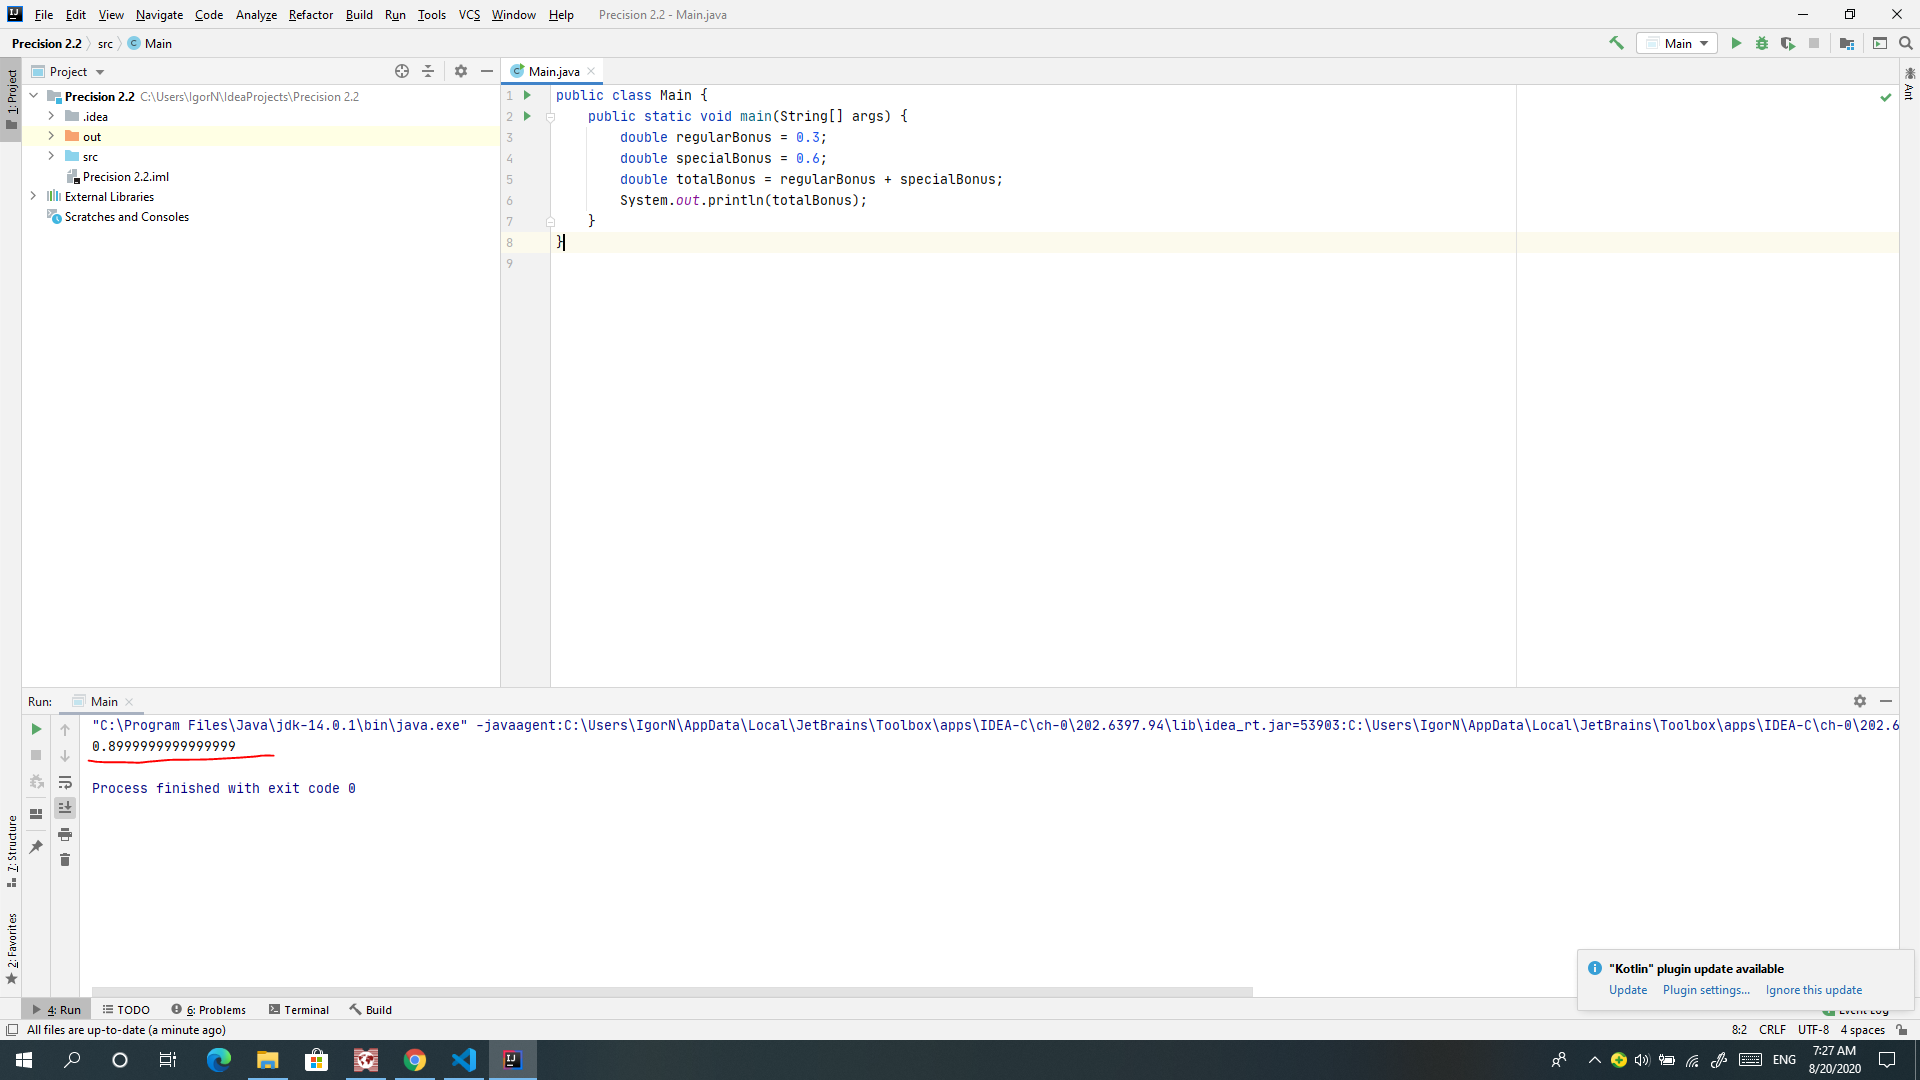 File Edit View Navigate Code Analyze Refactor Build Run Tools VCS Window Help Precision 2.2 - Main.java
Precision 2.2 src Main
Main
Project
Main.java
1: Project
Ant
Precision 2.2 C:\Users\IgorN\IdeaProjects\Precision 2.2
.idea
out
src
Precision 2.2.iml
External Libraries
Scratches and Consoles
1 public class Main {
2 public static void main(String[] args) {
3 double regularBonus = 0.3;
4 double specialBonus = 0.6;
5 double totalBonus = regularBonus + specialBonus;
6 System.out.println(totalBonus);
7 }
8 }
9
Run: Main
"C:\Program Files\Java\jdk-14.0.1\bin\java.exe" -javaagent:C:\Users\IgorN\AppData\Local\JetBrains\Toolbox\apps\IDEA-C\ch-0\202.6397.94\lib\idea_rt.jar=53903:C:\Users\IgorN\AppData\Local\JetBrains\Toolbox\apps\IDEA-C\ch-0\202.6
0.8999999999999999
Process finished with exit code 0
7: Structure
2: Favorites
"Kotlin" plugin update available
Update Plugin settings... Ignore this update
4: Run TODO 6: Problems Terminal Build Event Log
All files are up-to-date (a minute ago) 8:2 CRLF UTF-8 4 spaces
ENG
7:27 AM
8/20/2020